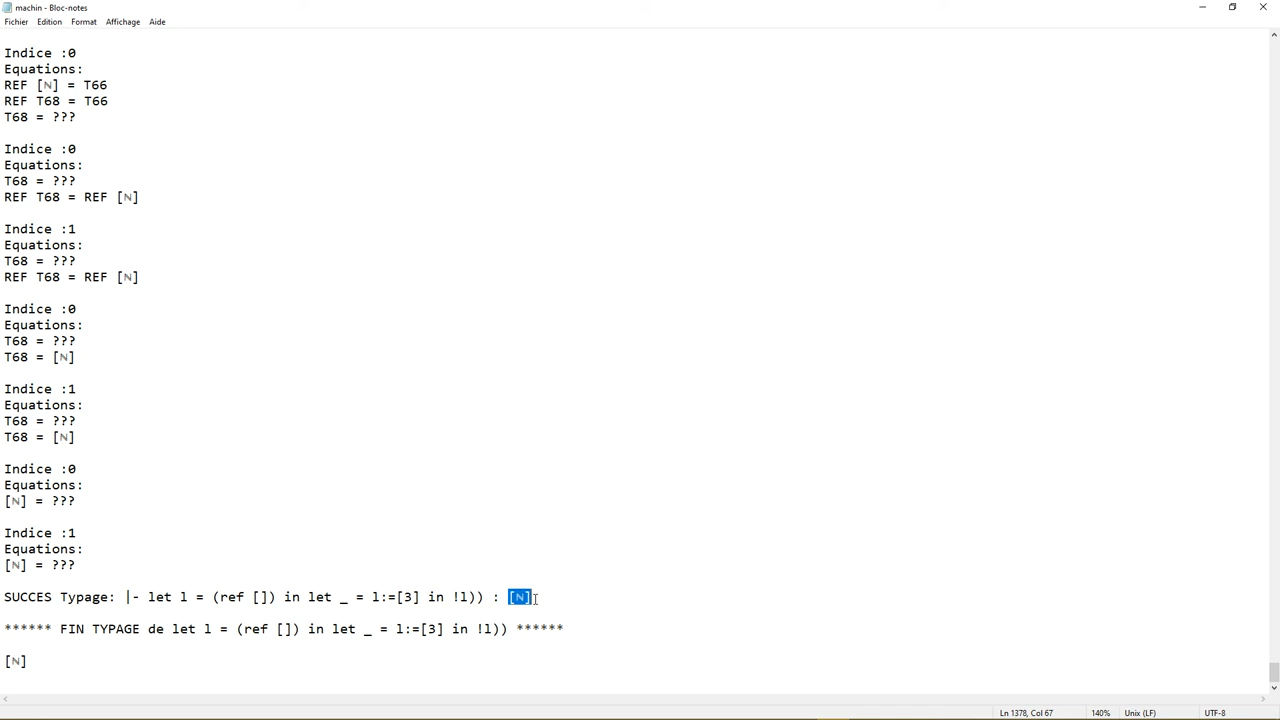 machin - Bloc-notes
Fichier Edition Format Affichage Aide
Indice :0
Equations:
REF [ℕ] = T66
REF T68 = T66
T68 = ???
Indice :0
Equations:
T68 = ???
REF T68 = REF [ℕ]
Indice :1
Equations:
T68 = ???
REF T68 = REF [ℕ]
Indice :0
Equations:
T68 = ???
T68 = [ℕ]
Indice :1
Equations:
T68 = ???
T68 = [ℕ]
Indice :0
Equations:
[ℕ] = ???
Indice :1
Equations:
[ℕ] = ???
SUCCES Typage: |- let l = (ref []) in let _ = l:=[3] in !l)) : [ℕ]
****** FIN TYPAGE de let l = (ref []) in let _ = l:=[3] in !l)) ******
[ℕ]
Ln 1378, Col 67 140% Unix (LF) UTF-8